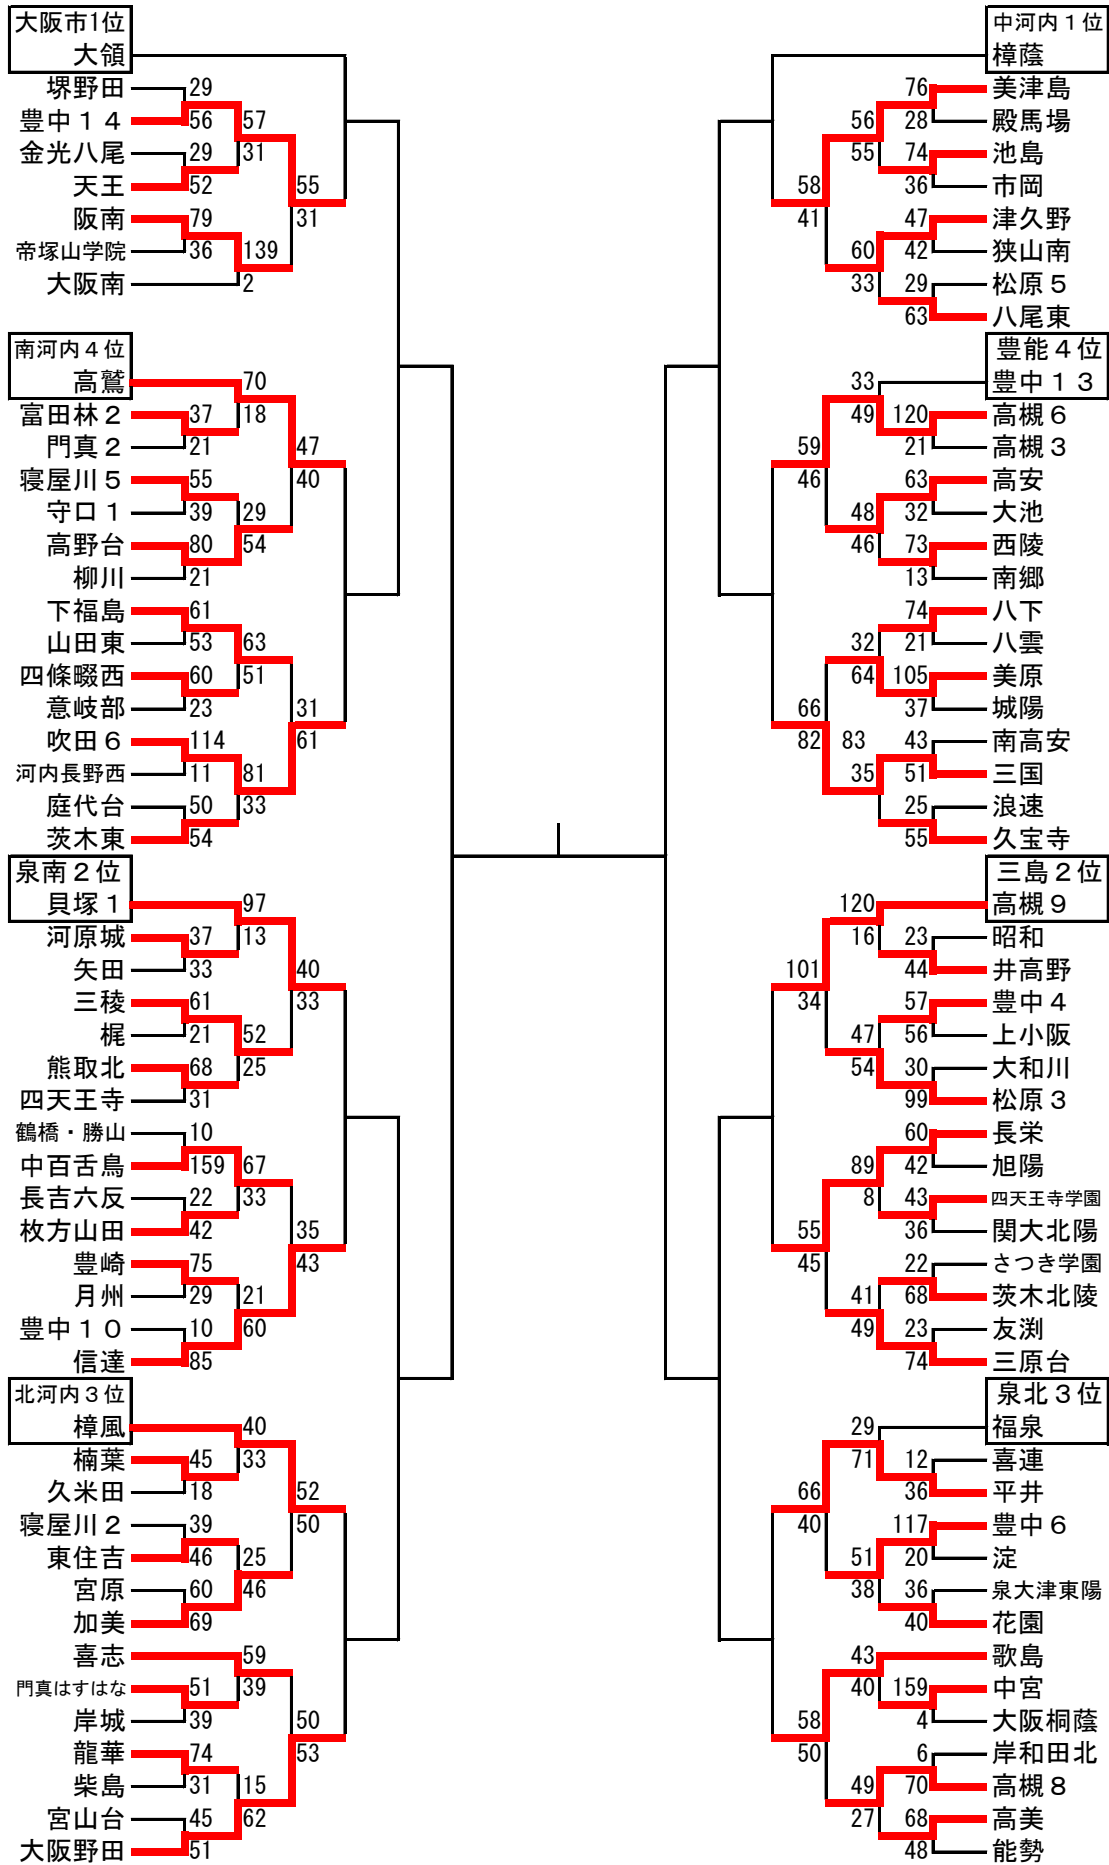 大阪市1位
大領
堺野田 29
豊中１４ 56 57
金光八尾 29 31
天王 52 55
阪南 79 31
帝塚山学院 36 139
大阪南 2
南河内４位
高鷲 70
富田林２ 37 18
門真２ 21 47
寝屋川５ 55 40
守口１ 39 29
高野台 80 54
柳川 21
下福島 61
山田東 53 63
四條畷西 60 51
意岐部 23 31
吹田６ 114 61
河内長野西 11 81
庭代台 50 33
茨木東 54
泉南２位
貝塚１ 97
河原城 37 13
矢田 33 40
三稜 61 33
梶 21 52
熊取北 68 25
四天王寺 31
鶴橋・勝山 10
中百舌鳥 159 67
長吉六反 22 33
枚方山田 42 35
豊崎 75 43
月州 29 21
豊中１０ 10 60
信達 85
北河内３位
樟風 40
楠葉 45 33
久米田 18 52
寝屋川２ 39 50
東住吉 46 25
宮原 60 46
加美 69
喜志 59
門真はすはな 51 39
岸城 39 50
龍華 74 53
柴島 31 15
宮山台 45 62
大阪野田 51
中河内１位
樟蔭
76 美津島
56 28 殿馬場
55 74 池島
58 36 市岡
41 47 津久野
60 42 狭山南
33 29 松原５
63 八尾東
豊能４位
33 豊中１３
49 120 高槻６
59 21 高槻３
46 63 高安
48 32 大池
46 73 西陵
13 南郷
74 八下
32 21 八雲
64 105 美原
66 37 城陽
82 83 43 南高安
35 51 三国
25 浪速
55 久宝寺
三島２位
120 高槻９
16 23 昭和
101 44 井高野
34 57 豊中４
47 56 上小阪
54 30 大和川
99 松原３
60 長栄
89 42 旭陽
8 43 四天王寺学園
55 36 関大北陽
45 22 さつき学園
41 68 茨木北陵
49 23 友渕
74 三原台
泉北３位
29 福泉
71 12 喜連
66 36 平井
40 117 豊中６
51 20 淀
38 36 泉大津東陽
40 花園
43 歌島
40 159 中宮
58 4 大阪桐蔭
50 6 岸和田北
49 70 高槻８
27 68 高美
48 能勢